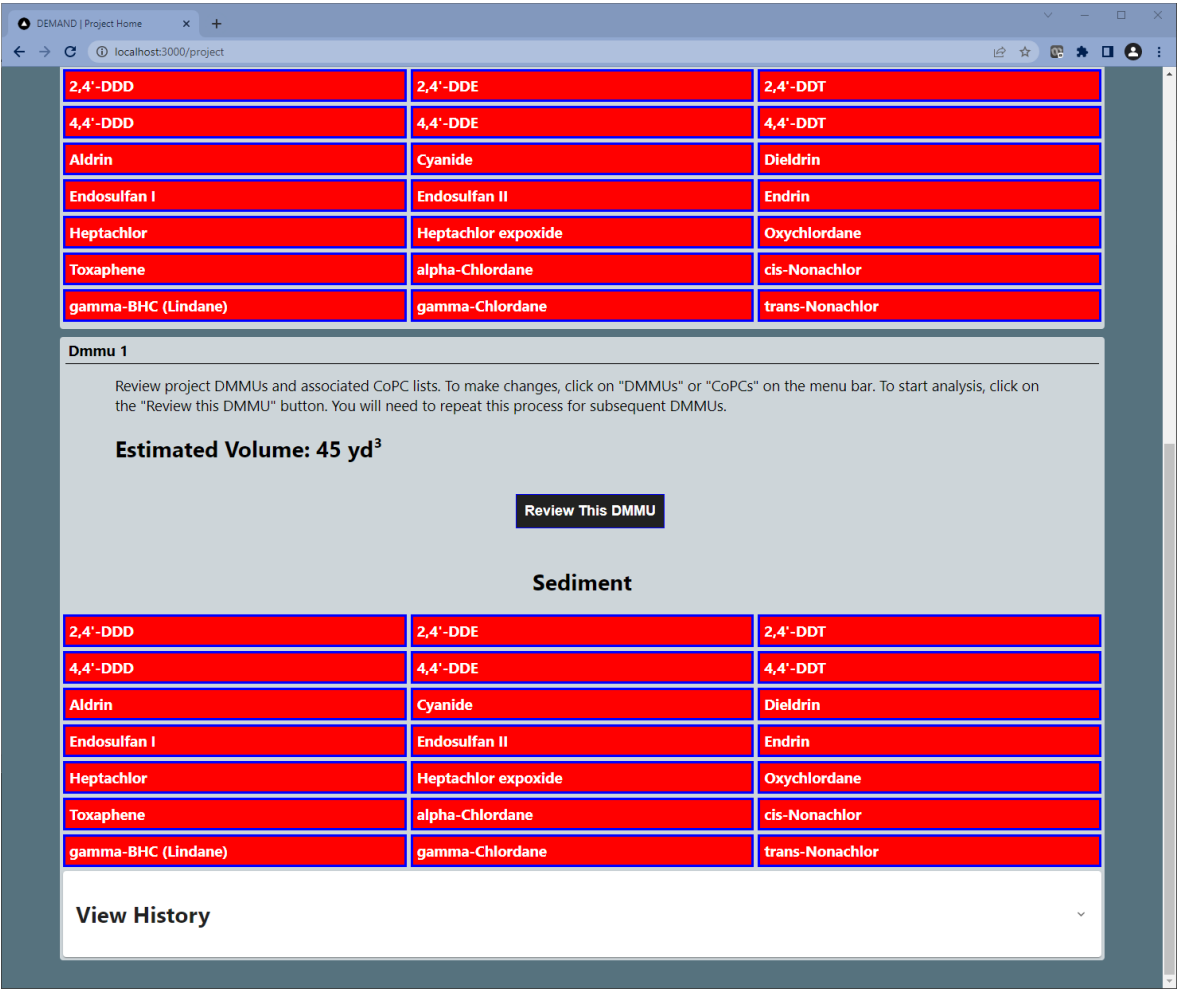 DEMAND | Project Home
localhost:3000/project
2,4'-DDD 2,4'-DDE 2,4'-DDT
4,4'-DDD 4,4'-DDE 4,4'-DDT
Aldrin Cyanide Dieldrin
Endosulfan I Endosulfan II Endrin
Heptachlor Heptachlor expoxide Oxychlordane
Toxaphene alpha-Chlordane cis-Nonachlor
gamma-BHC (Lindane) gamma-Chlordane trans-Nonachlor
Dmmu 1
Review project DMMUs and associated CoPC lists. To make changes, click on "DMMUs" or "CoPCs" on the menu bar. To start analysis, click on
the "Review this DMMU" button. You will need to repeat this process for subsequent DMMUs.
Estimated Volume: 45 yd³
Review This DMMU
Sediment
2,4'-DDD 2,4'-DDE 2,4'-DDT
4,4'-DDD 4,4'-DDE 4,4'-DDT
Aldrin Cyanide Dieldrin
Endosulfan I Endosulfan II Endrin
Heptachlor Heptachlor expoxide Oxychlordane
Toxaphene alpha-Chlordane cis-Nonachlor
gamma-BHC (Lindane) gamma-Chlordane trans-Nonachlor
View History